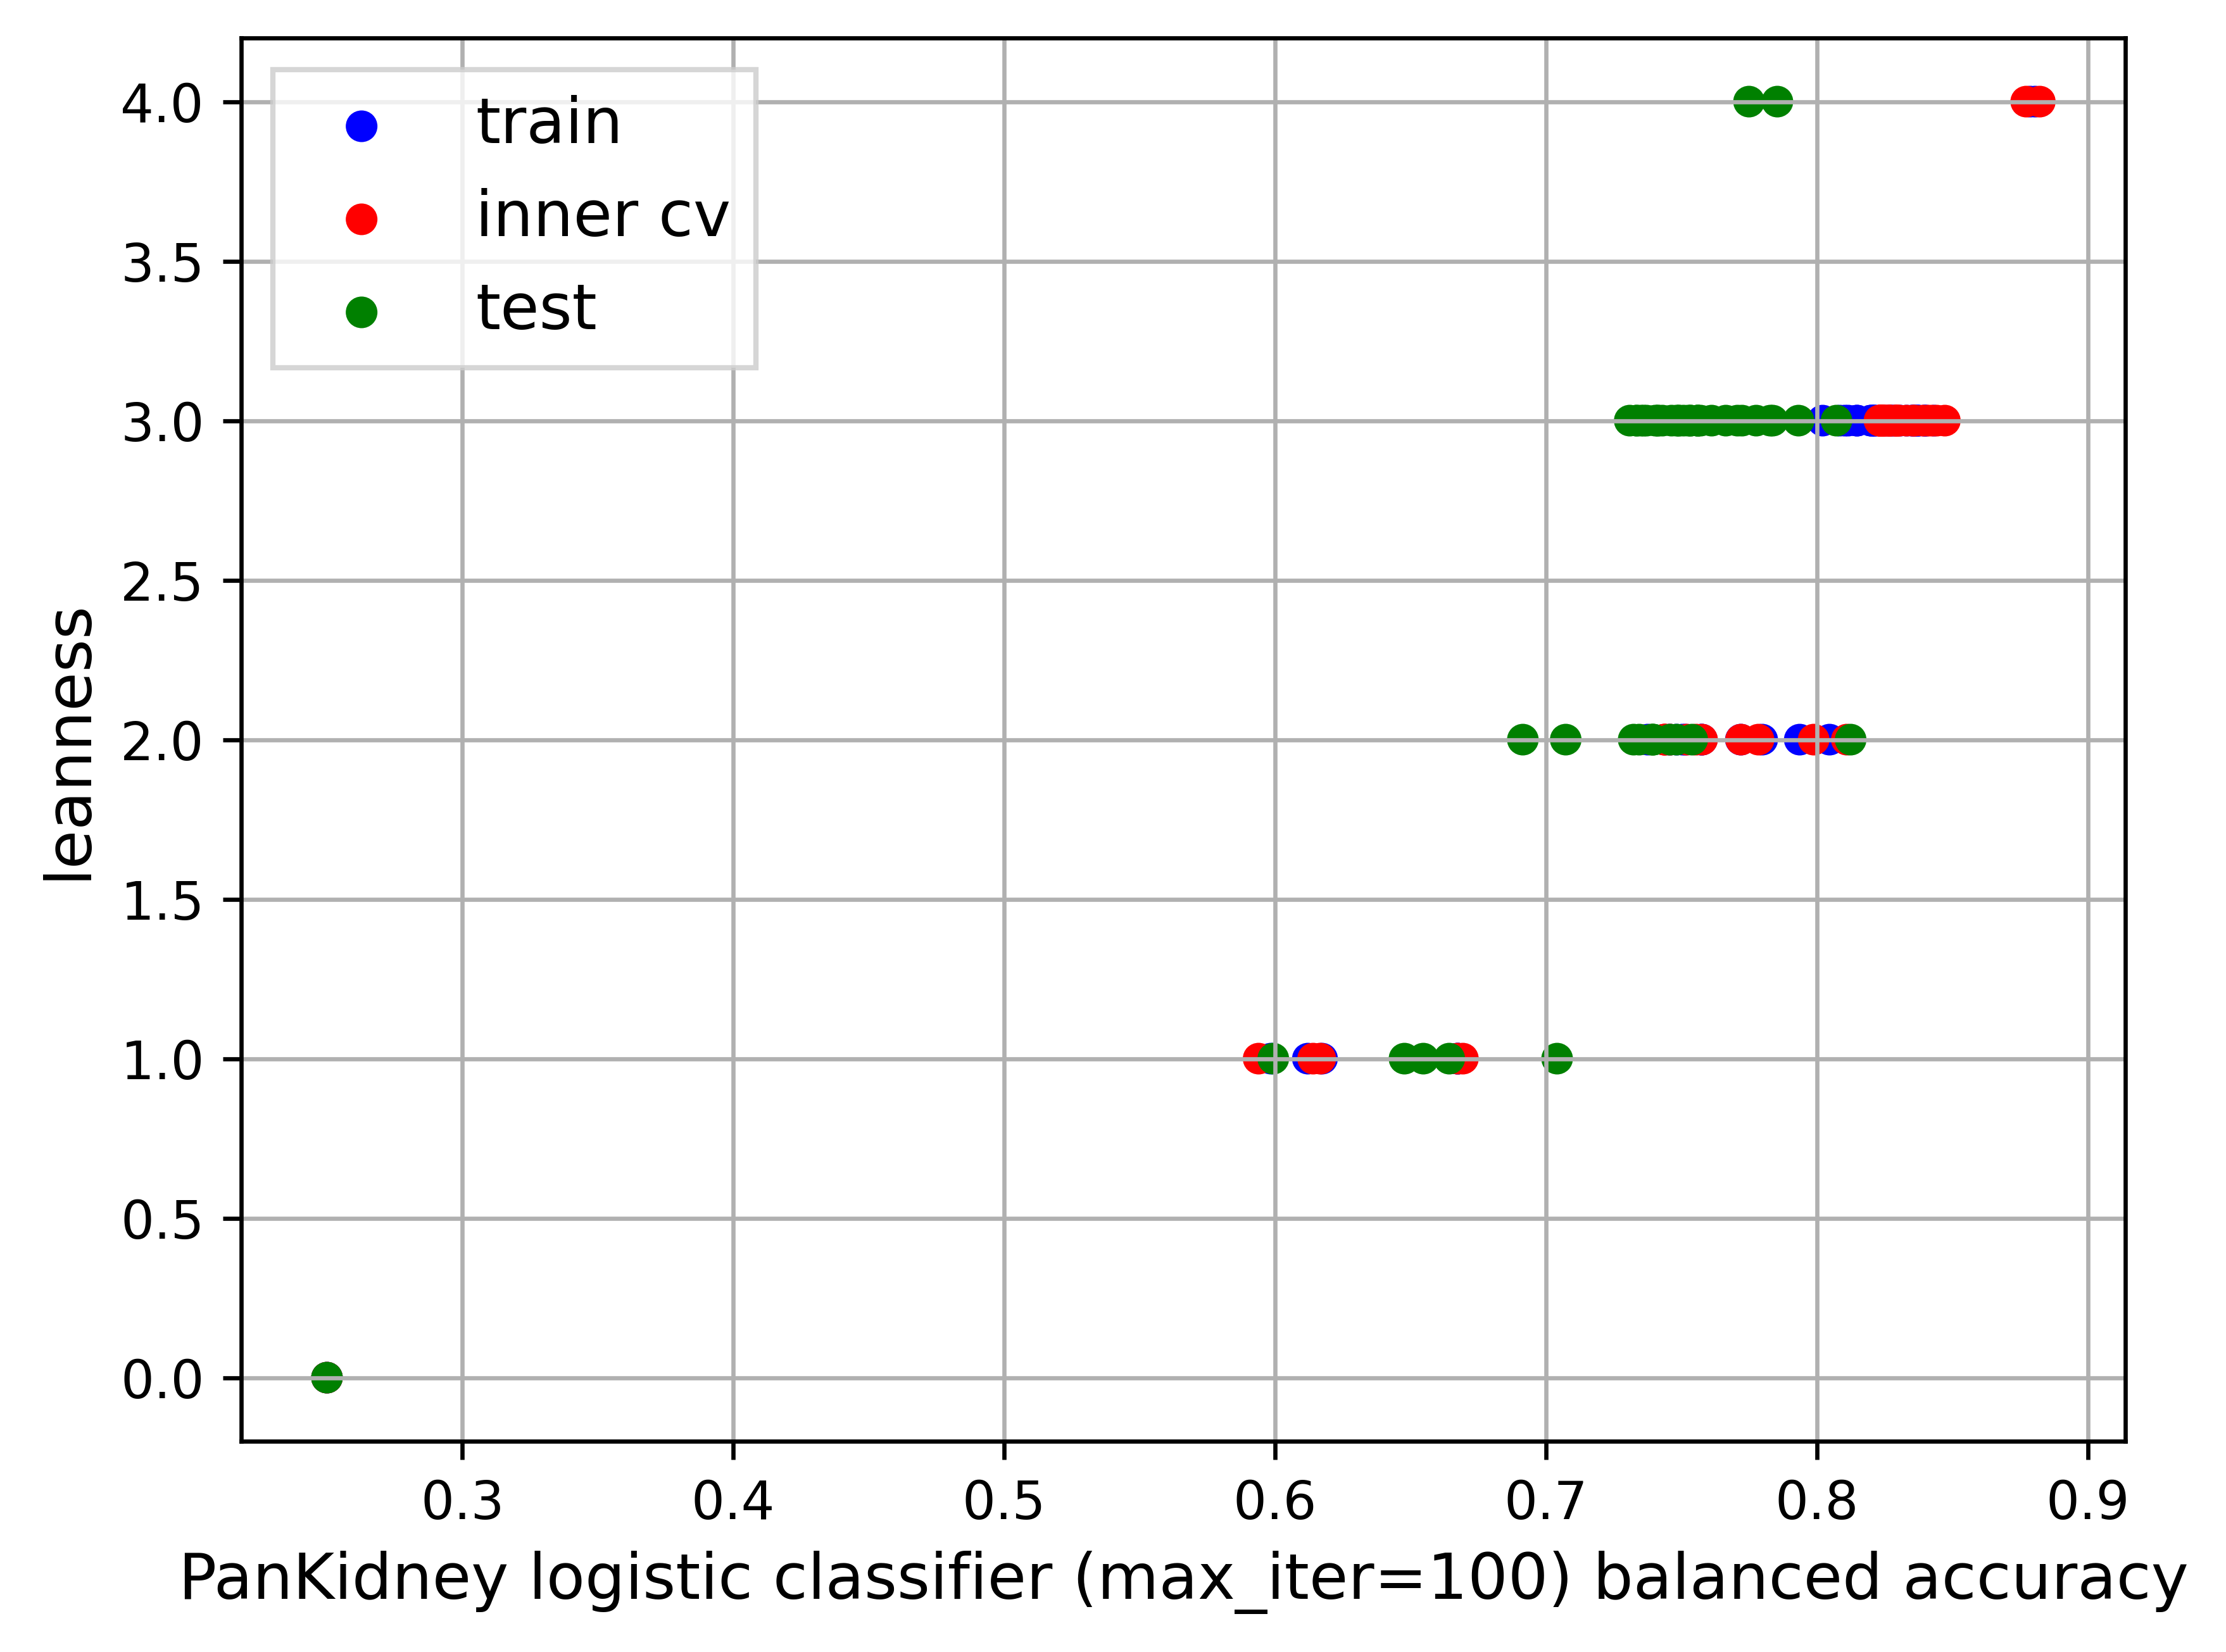 4.0
3.5
3.0
2.5
2.0
1.5
1.0
0.5
0.0
leanness
train
inner cv
test
0.3 0.4 0.5 0.6 0.7 0.8 0.9
PanKidney logistic classifier (max_iter=100) balanced accuracy